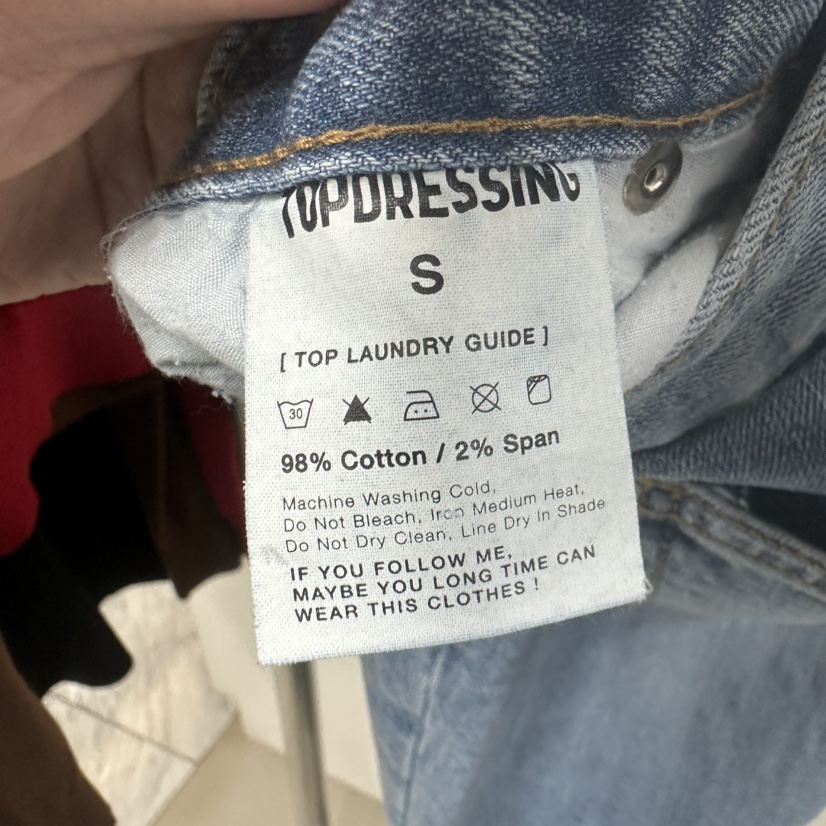 TOPDRESSING
S
[ TOP LAUNDRY GUIDE ]
30
98% Cotton / 2% Span
Machine Washing Cold,
Do Not Bleach, Iron Medium Heat,
Do Not Dry Clean, Line Dry In Shade
IF YOU FOLLOW ME,
MAYBE YOU LONG TIME CAN
WEAR THIS CLOTHES !